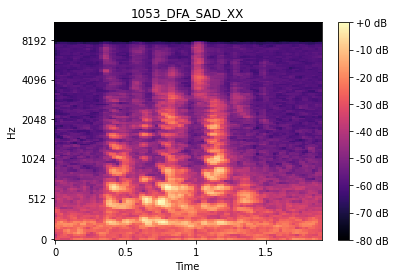 1053_DFA_SAD_XX
+0 dB
8192
-10 dB
4096
-20 dB
-30 dB
2048
Hz
-40 dB
1024
-50 dB
512
-60 dB
-70 dB
0
-80 dB
0
0.5
1
1.5
Time